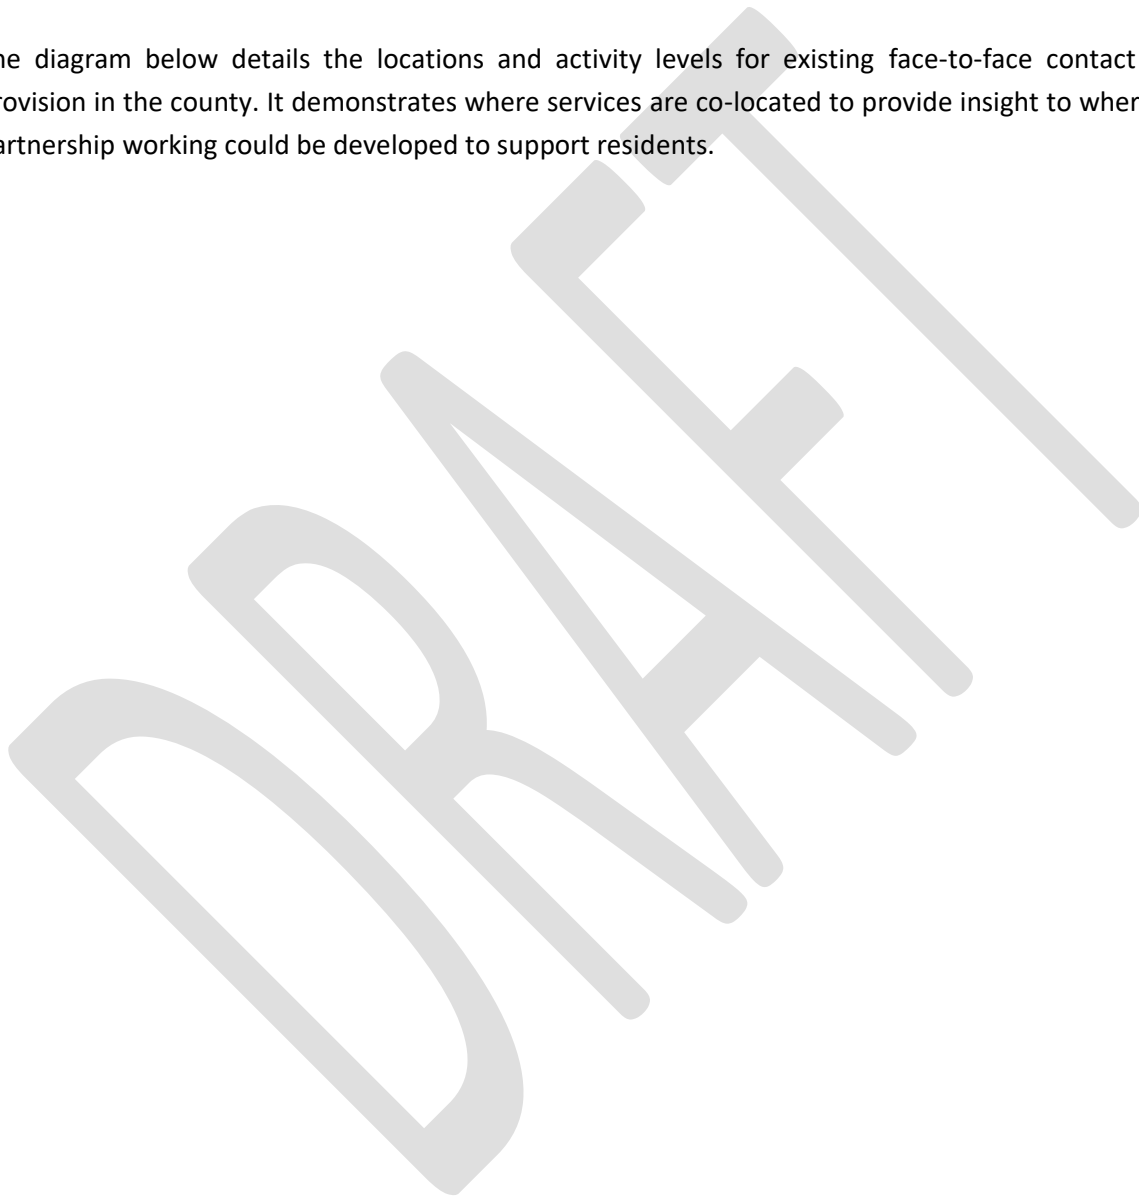 he diagram below details the locations and activity levels for existing face-to-face contact
rovision in the county. It demonstrates where services are co-located to provide insight to wher
artnership working could be developed to support residents.
DRAFT